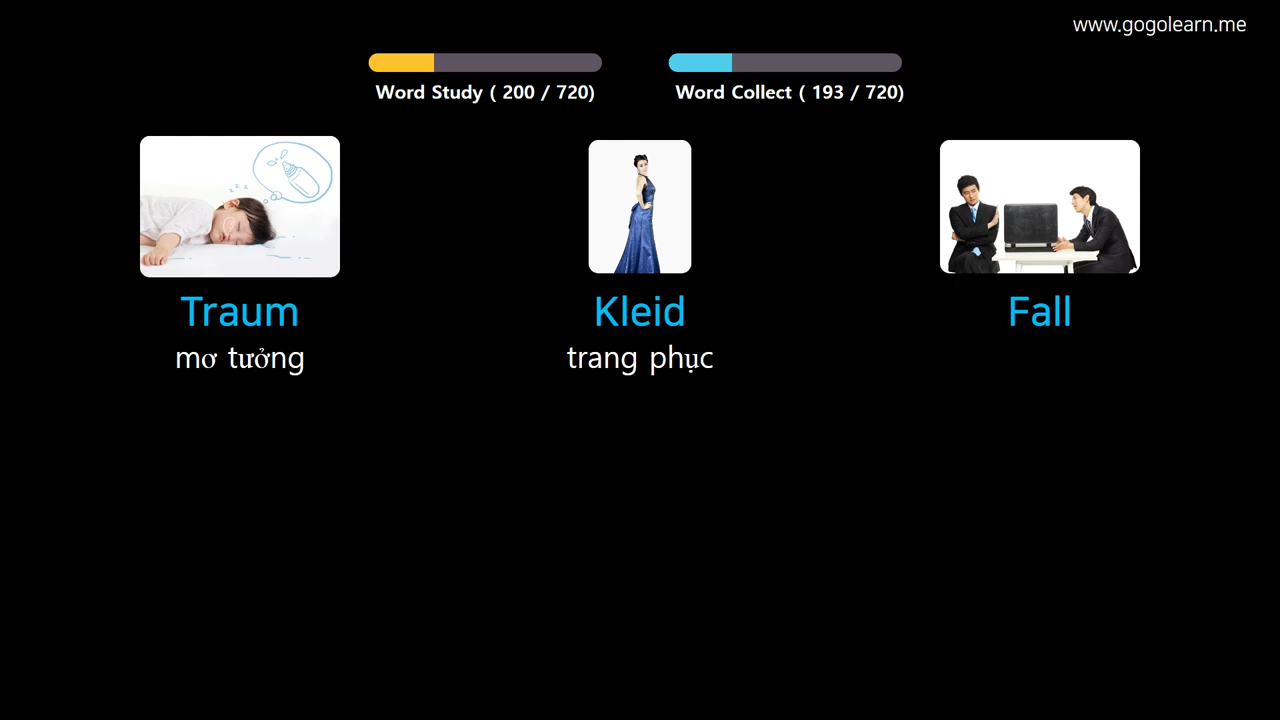 www.gogolearn.me
Word Study ( 200 / 720)
Word Collect ( 193 / 720)
Traum
mơ tưởng
Kleid
trang phục
Fall